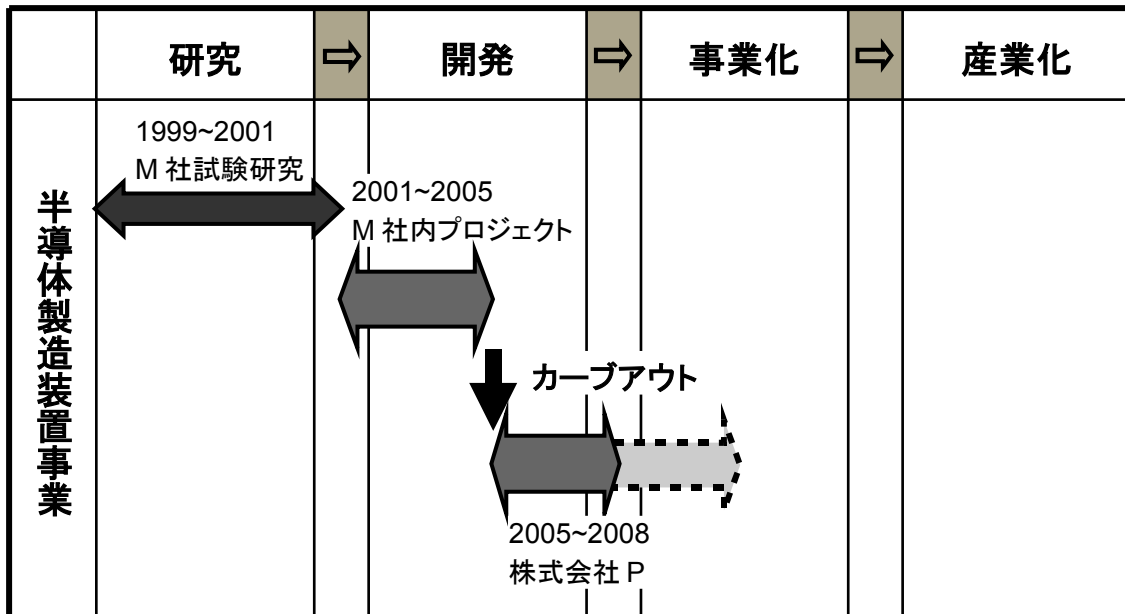 研究 ⇨ 開発 ⇨ 事業化 ⇨ 産業化
半導体製造装置事業
1999~2001
M 社試験研究
2001~2005
M 社内プロジェクト
カーブアウト
2005~2008
株式会社 P